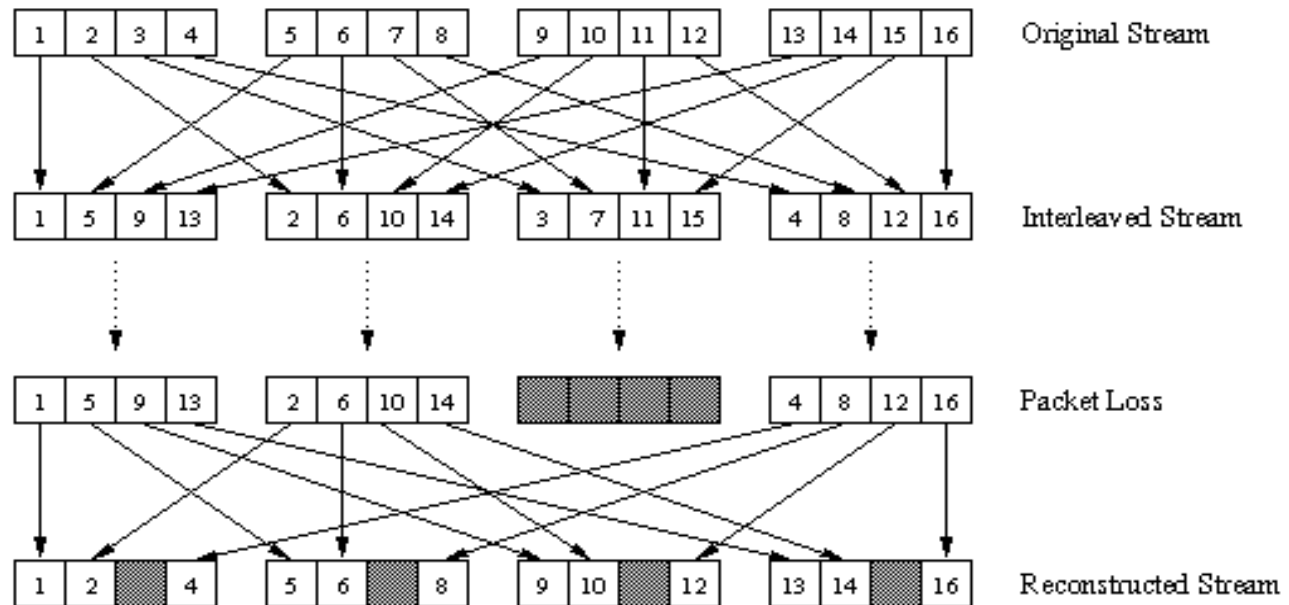 1 2 3 4 5 6 7 8 9 10 11 12 13 14 15 16 Original Stream
1 5 9 13 2 6 10 14 3 7 11 15 4 8 12 16 Interleaved Stream
1 5 9 13 2 6 10 14 4 8 12 16 Packet Loss
1 2 4 5 6 8 9 10 12 13 14 16 Reconstructed Stream